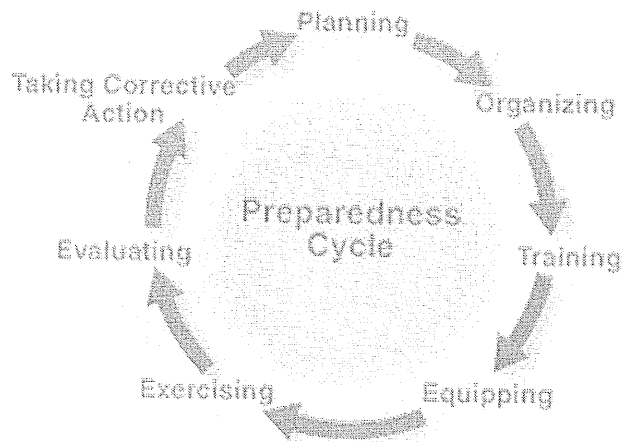 Planning
Organizing
Training
Equipping
Exercising
Evaluating
Taking Corrective
Action
Preparedness
Cycle